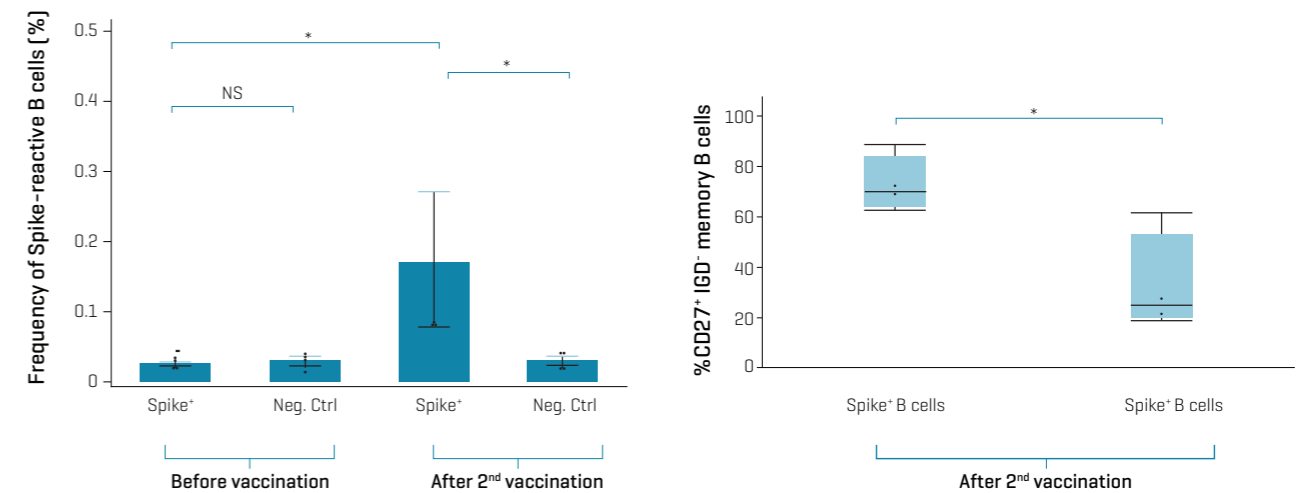 Frequency of Spike-reactive B cells (%)
0.5
0.4
0.3
0.2
0.1
0
*
*
NS
Spike⁺
Neg. Ctrl
Spike⁺
Neg. Ctrl
Before vaccination
After 2ⁿᵈ vaccination
%CD27⁺ IGD⁻ memory B cells
100
80
60
40
20
0
*
Spike⁺ B cells
Spike⁺ B cells
After 2ⁿᵈ vaccination